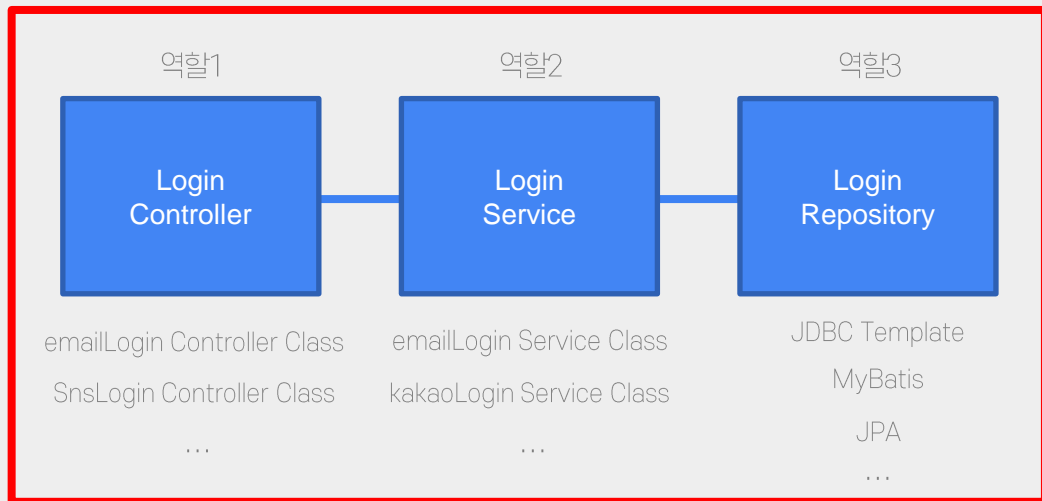 역할1
역할2
역할3
Login
Controller
Login
Service
Login
Repository
emailLogin Controller Class
SnsLogin Controller Class
...
emailLogin Service Class
kakaoLogin Service Class
...
JDBC Template
MyBatis
JPA
...